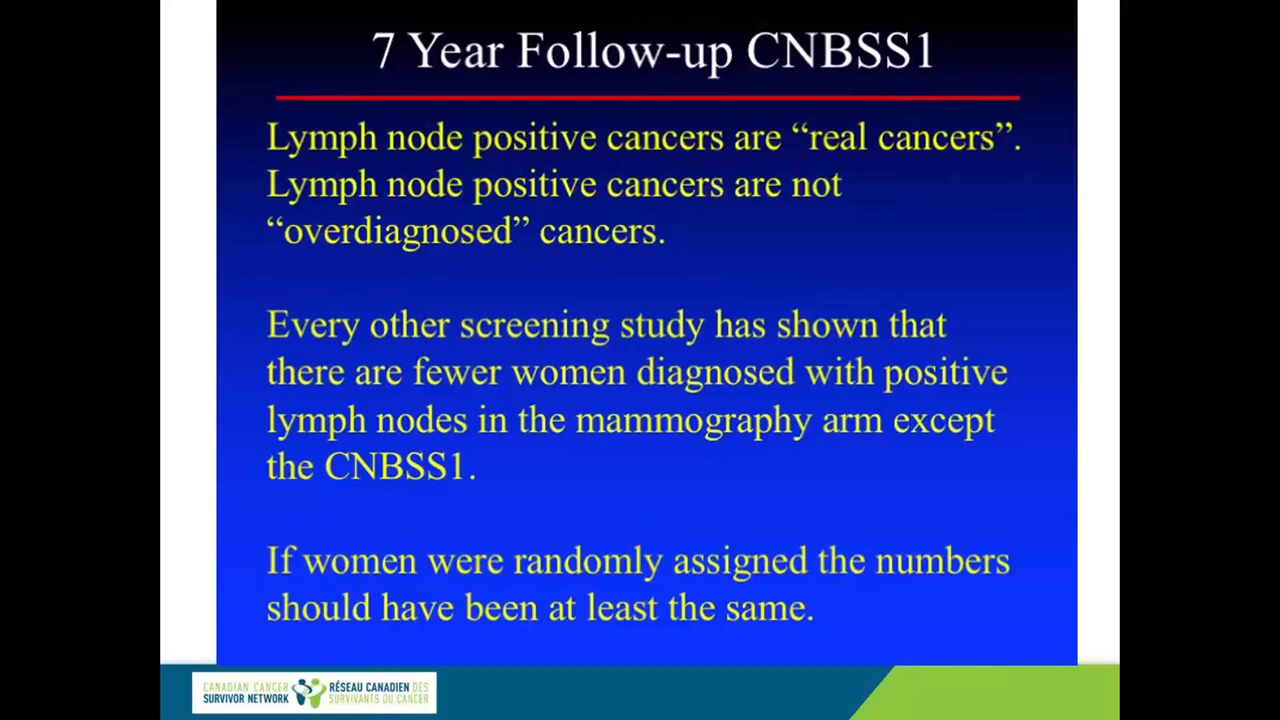 7 Year Follow-up CNBSS1
Lymph node positive cancers are “real cancers”.
Lymph node positive cancers are not
“overdiagnosed” cancers.
Every other screening study has shown that
there are fewer women diagnosed with positive
lymph nodes in the mammography arm except
the CNBSS1.
If women were randomly assigned the numbers
should have been at least the same.
CANADIAN CANCER
SURVIVOR NETWORK
RÉSEAU CANADIEN DES
SURVIVANTS DU CANCER